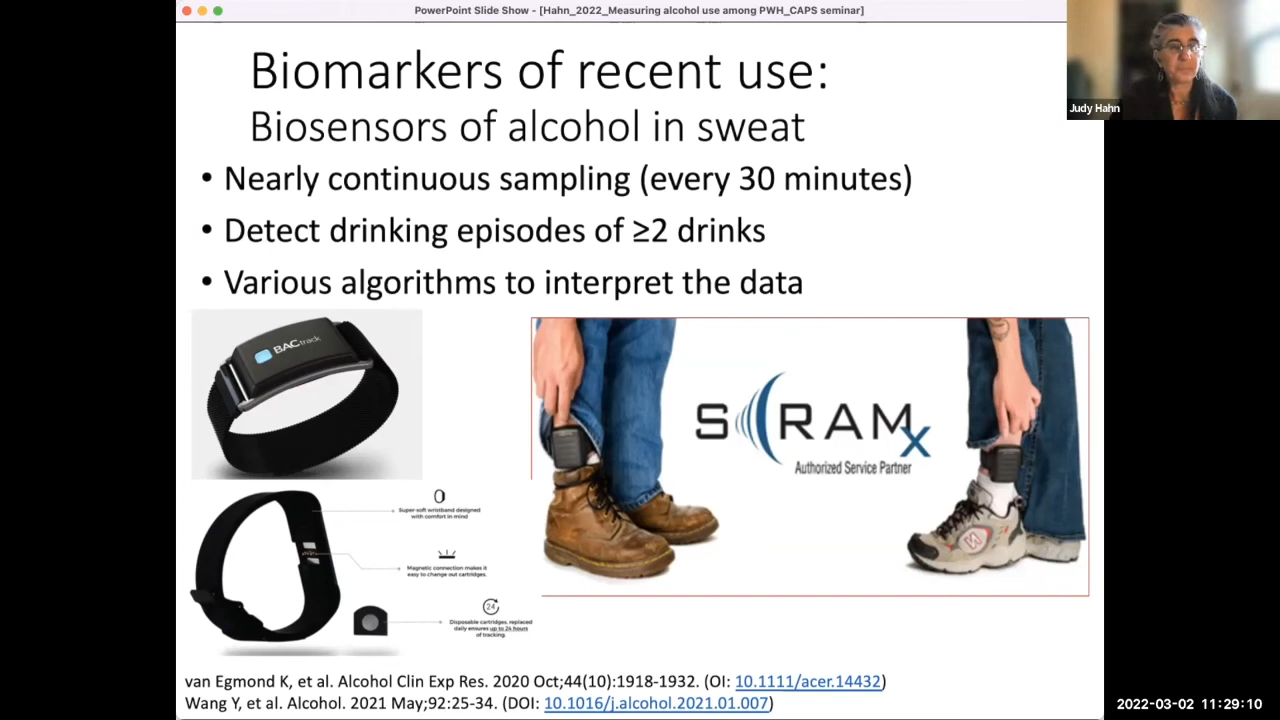 PowerPoint Slide Show - [Hahn_2022_Measuring alcohol use among PWH_CAPS seminar]
Biomarkers of recent use:
Biosensors of alcohol in sweat
• Nearly continuous sampling (every 30 minutes)
• Detect drinking episodes of ≥2 drinks
• Various algorithms to interpret the data
BACtrack
SCRAMx
Authorized Service Partner
Super-soft wristband designed
with comfort in mind
Magnetic connection makes it
easy to change out cartridges.
24
Disposable cartridges, replaced
daily ensures up to 24 hours
of tracking.
van Egmond K, et al. Alcohol Clin Exp Res. 2020 Oct;44(10):1918-1932. (OI: 10.1111/acer.14432)
Wang Y, et al. Alcohol. 2021 May;92:25-34. (DOI: 10.1016/j.alcohol.2021.01.007)
Judy Hahn
2022-03-02 11:29:10